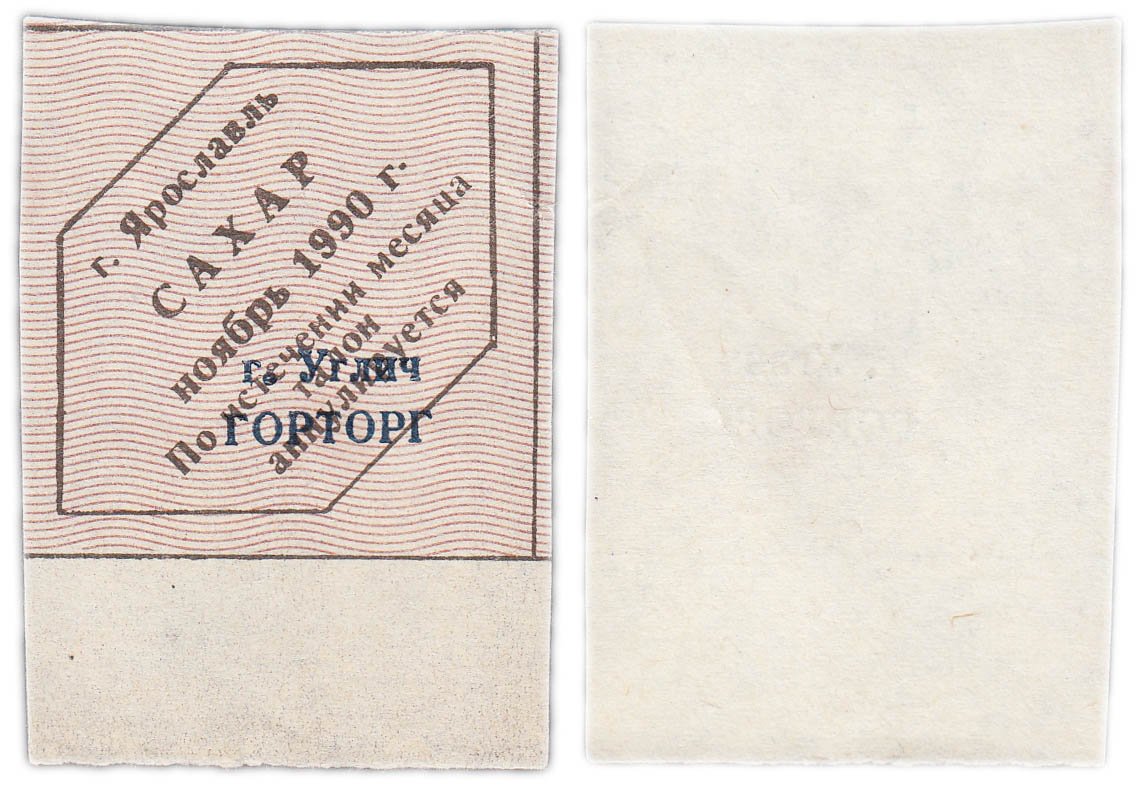 г. Ярославль
САХАР
ноябрь 1990 г.
По истечении месяца
талон
аннулируется
г. Углич
ГОРТОРГ